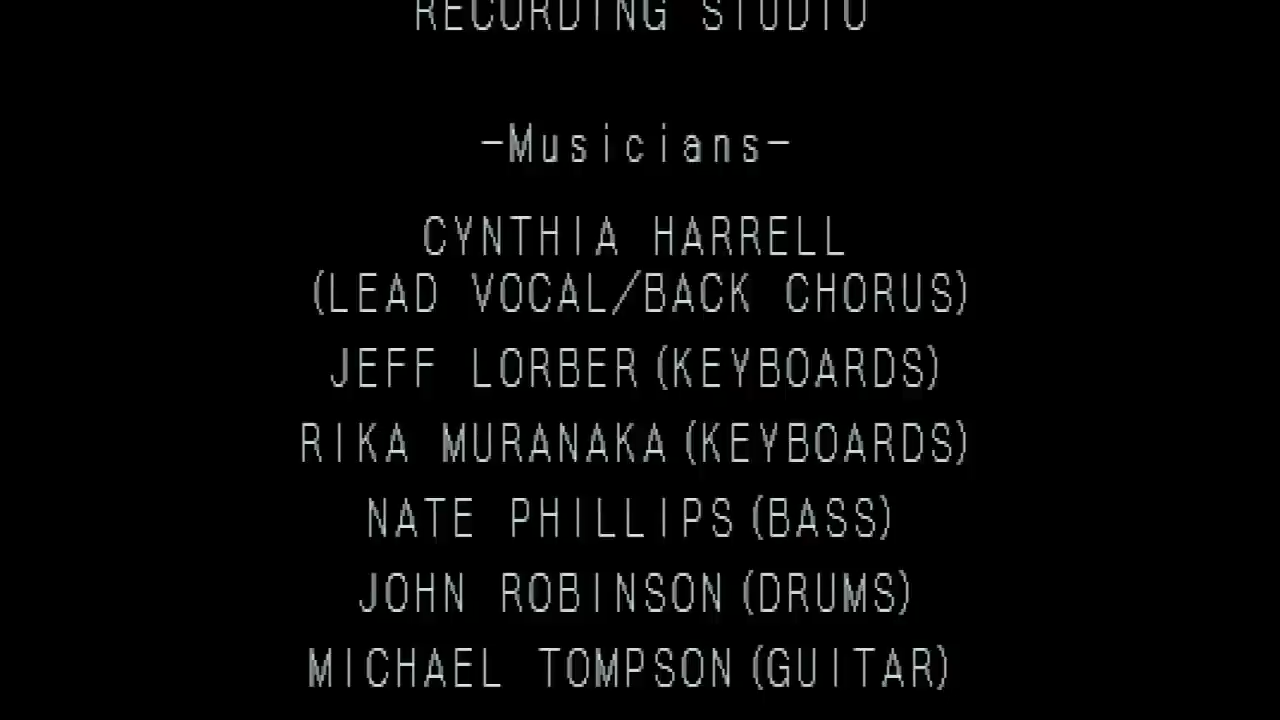 RECORDING STUDIO
-Musicians-
CYNTHIA HARRELL
(LEAD VOCAL/BACK CHORUS)
JEFF LORBER (KEYBOARDS)
RIKA MURANAKA (KEYBOARDS)
NATE PHILLIPS (BASS)
JOHN ROBINSON (DRUMS)
MICHAEL TOMPSON (GUITAR)